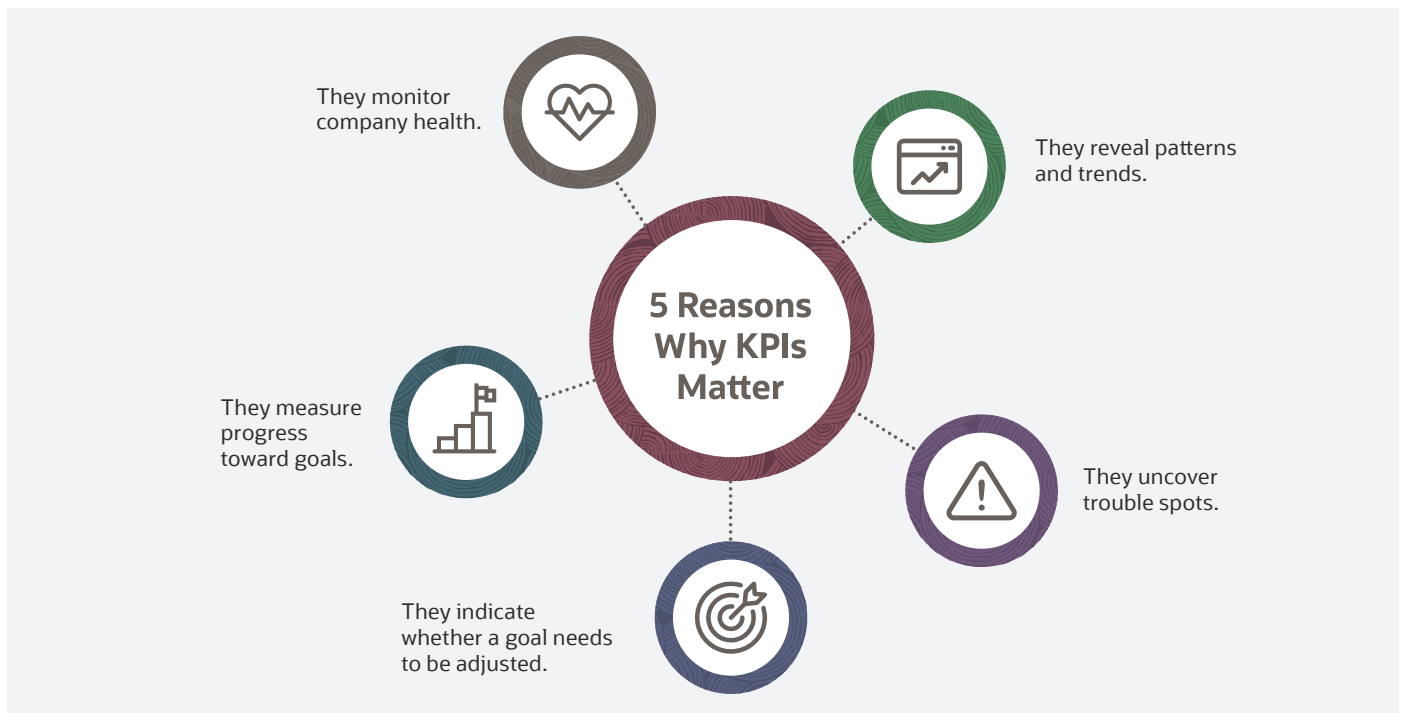 They monitor
company health.
They reveal patterns
and trends.
5 Reasons
Why KPIs
Matter
They measure
progress
toward goals.
They uncover
trouble spots.
They indicate
whether a goal needs
to be adjusted.